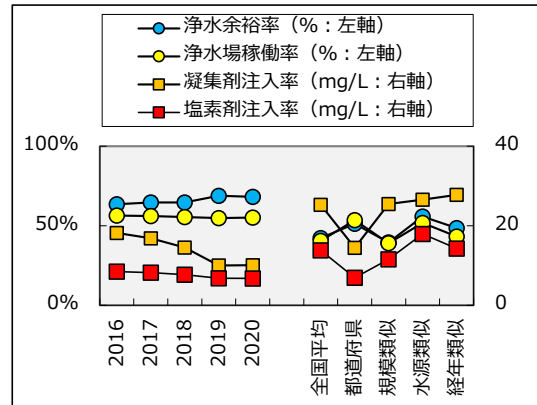 浄水余裕率（%：左軸）
浄水場稼働率（%：左軸）
凝集剤注入率（mg/L：右軸）
塩素剤注入率（mg/L：右軸）
100%
40
50%
20
0%
0
2016
2017
2018
2019
2020
全国平均
都道府県
規模類似
水源類似
経年類似